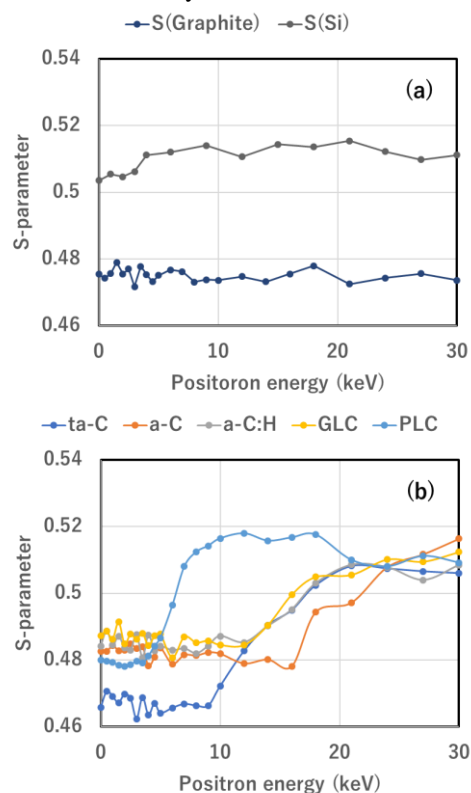 S(Graphite) S(Si)
(a)
0.54
0.52
0.5
0.48
0.46
S-parameter
0 10 20 30
Positoron energy (keV)
ta-C a-C a-C:H GLC PLC
(b)
0.54
0.52
0.5
0.48
0.46
S-parameter
0 10 20 30
Positron energy (keV)